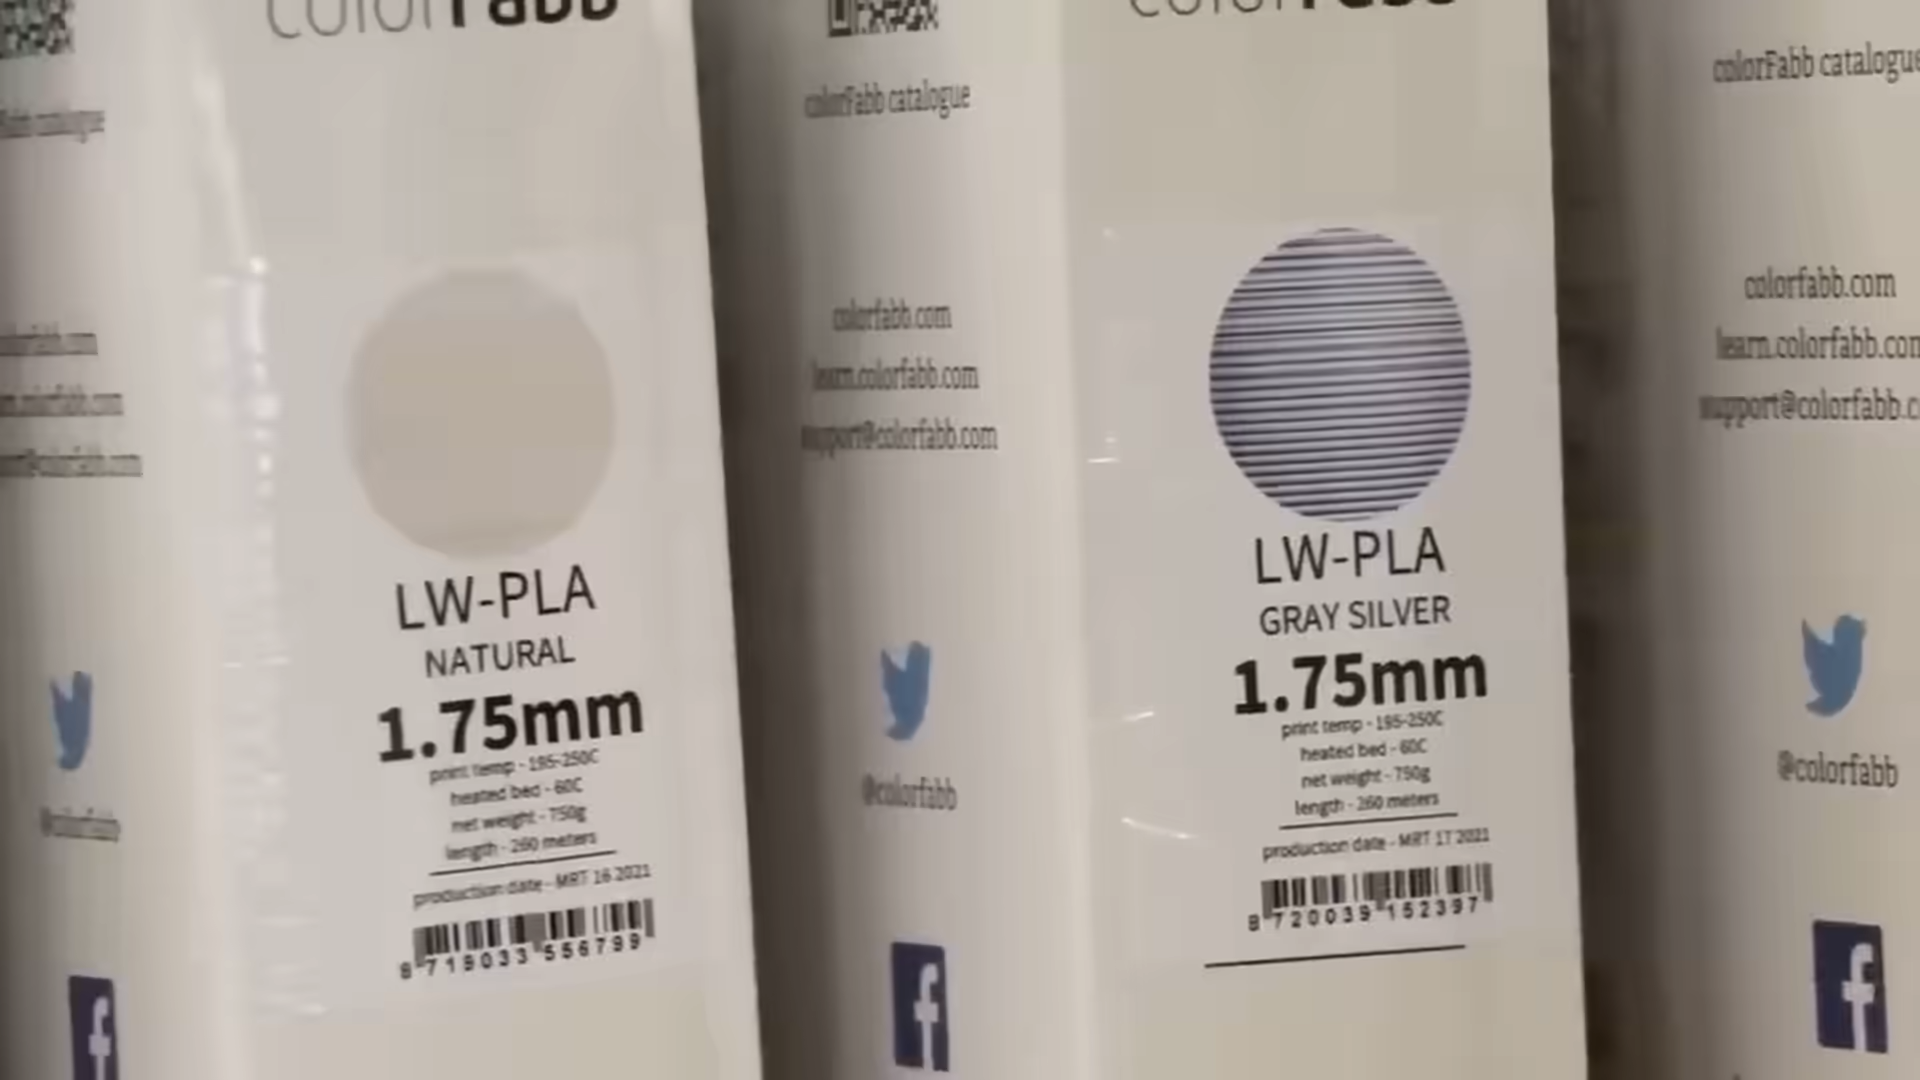 colorFabb
LW-PLA
NATURAL
1.75mm
print temp - 195-250C
heated bed - 60C
net weight - 750g
length - 260 meters
production date - MRT 16 2021
8 719033 556799
colorFabb catalogue
colorfabb.com
learn.colorfabb.com
support@colorfabb.com
@colorfabb
f
LW-PLA
GRAY SILVER
1.75mm
print temp - 195-250C
heated bed - 60C
net weight - 750g
length - 260 meters
production date - MRT 17 2021
8 720039 152397
colorFabb catalogue
colorfabb.com
learn.colorfabb.com
support@colorfabb.c
@colorfabb
f